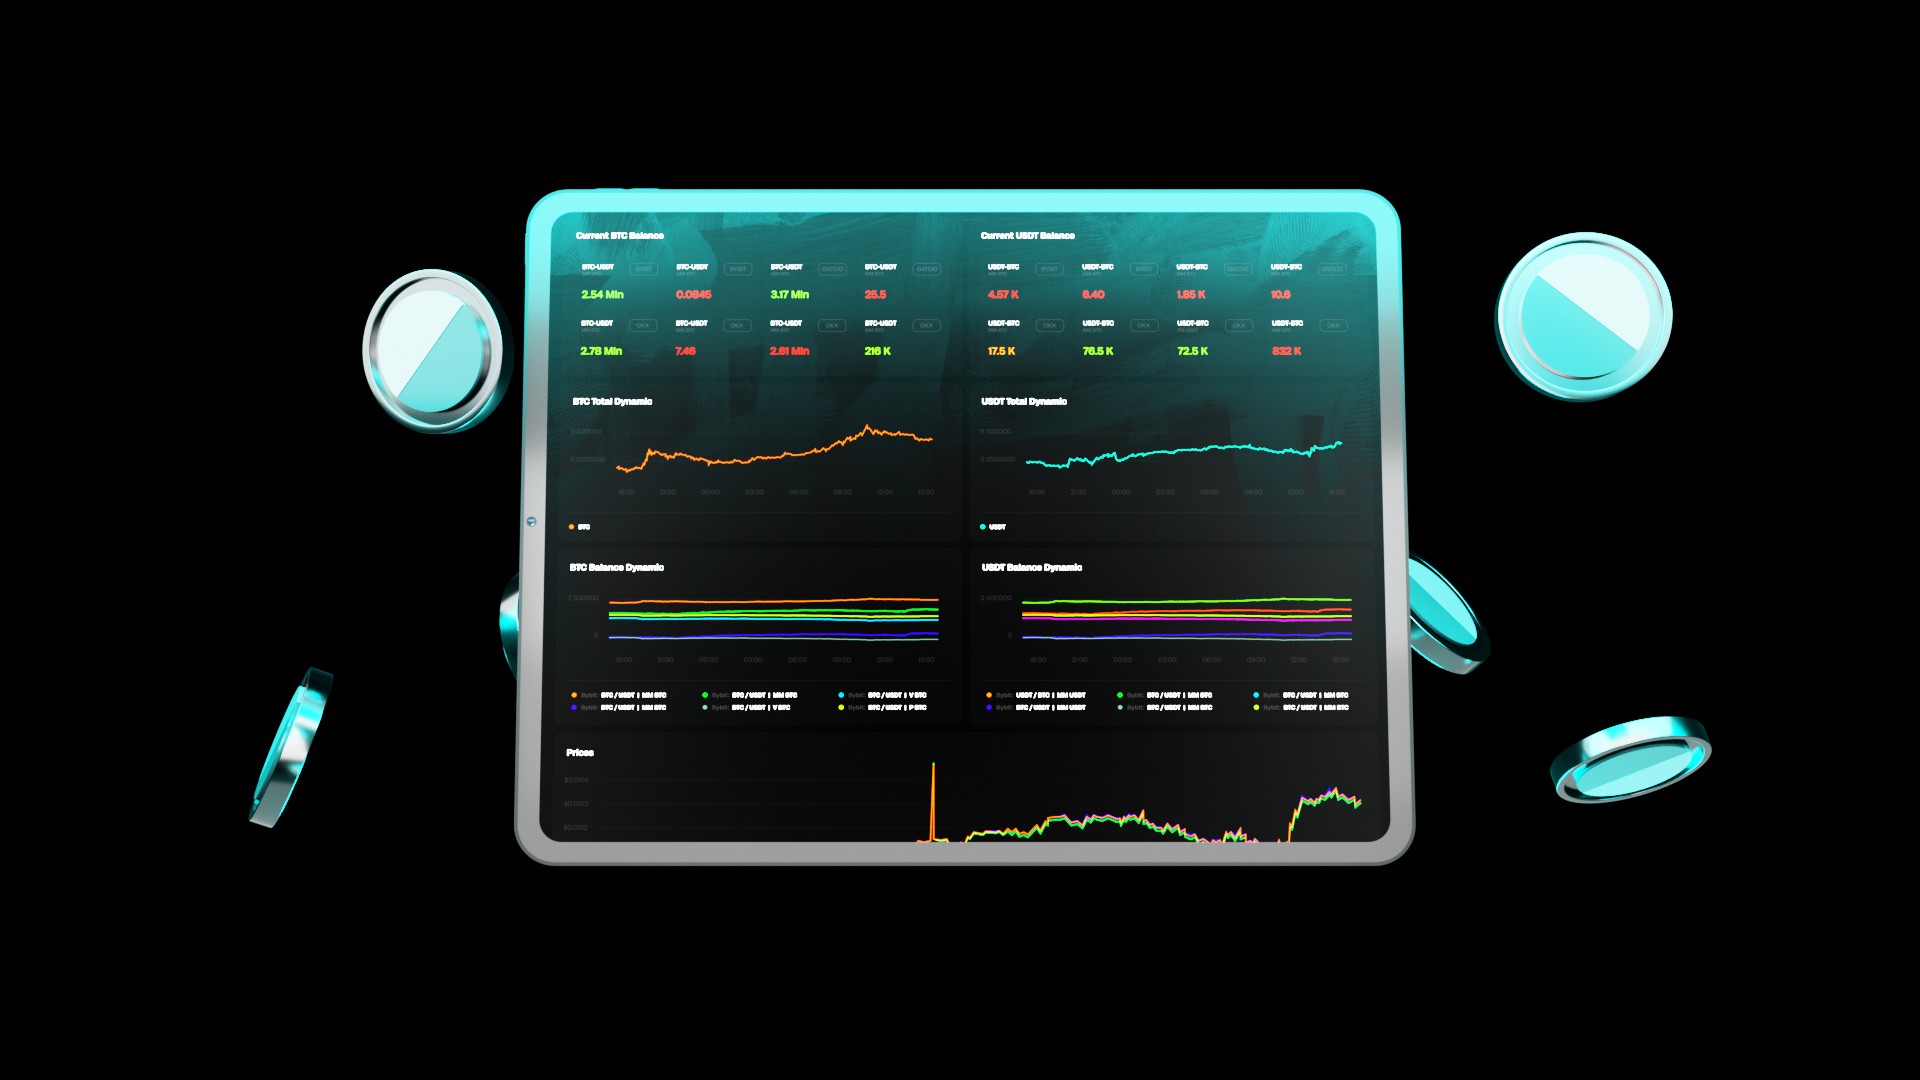 Current BTC Balance
BTC-USDT BYBIT BTC-USDT BYBIT BTC-USDT GATEIO BTC-USDT GATEIO
2.54 Mln 0.0845 3.17 Mln 25.5
BTC-USDT OKX BTC-USDT OKX BTC-USDT OKX BTC-USDT OKX
2.78 Mln 7.46 2.61 Mln 216 K
Current USDT Balance
USDT-BTC BYBIT USDT-BTC BYBIT USDT-BTC GATEIO USDT-BTC GATEIO
4.57 K 6.40 1.85 K 10.6
USDT-BTC OKX USDT-BTC OKX USDT-BTC OKX USDT-BTC OKX
17.5 K 76.5 K 72.5 K 832 K
BTC Total Dynamic
18:00 21:00 00:00 03:00 06:00 09:00 12:00 15:00
BTC
USDT Total Dynamic
18:00 21:00 00:00 03:00 06:00 09:00 12:00 15:00
USDT
BTC Balance Dynamic
2 500000
0
18:00 21:00 00:00 03:00 06:00 09:00 12:00 15:00
Bybit: BTC / USDT | MM BTC Bybit: BTC / USDT | MM BTC Bybit: BTC / USDT | V BTC
Bybit: BTC / USDT | MM BTC Bybit: BTC / USDT | V BTC Bybit: BTC / USDT | P BTC
USDT Balance Dynamic
2 500000
0
18:00 21:00 00:00 03:00 06:00 09:00 12:00 15:00
Bybit: USDT / BTC | MM USDT Bybit: BTC / USDT | MM BTC Bybit: BTC / USDT | MM BTC
Bybit: BTC / USDT | MM USDT Bybit: BTC / USDT | MM BTC Bybit: BTC / USDT | MM BTC
Prices
$0.0104
$0.0103
$0.0102